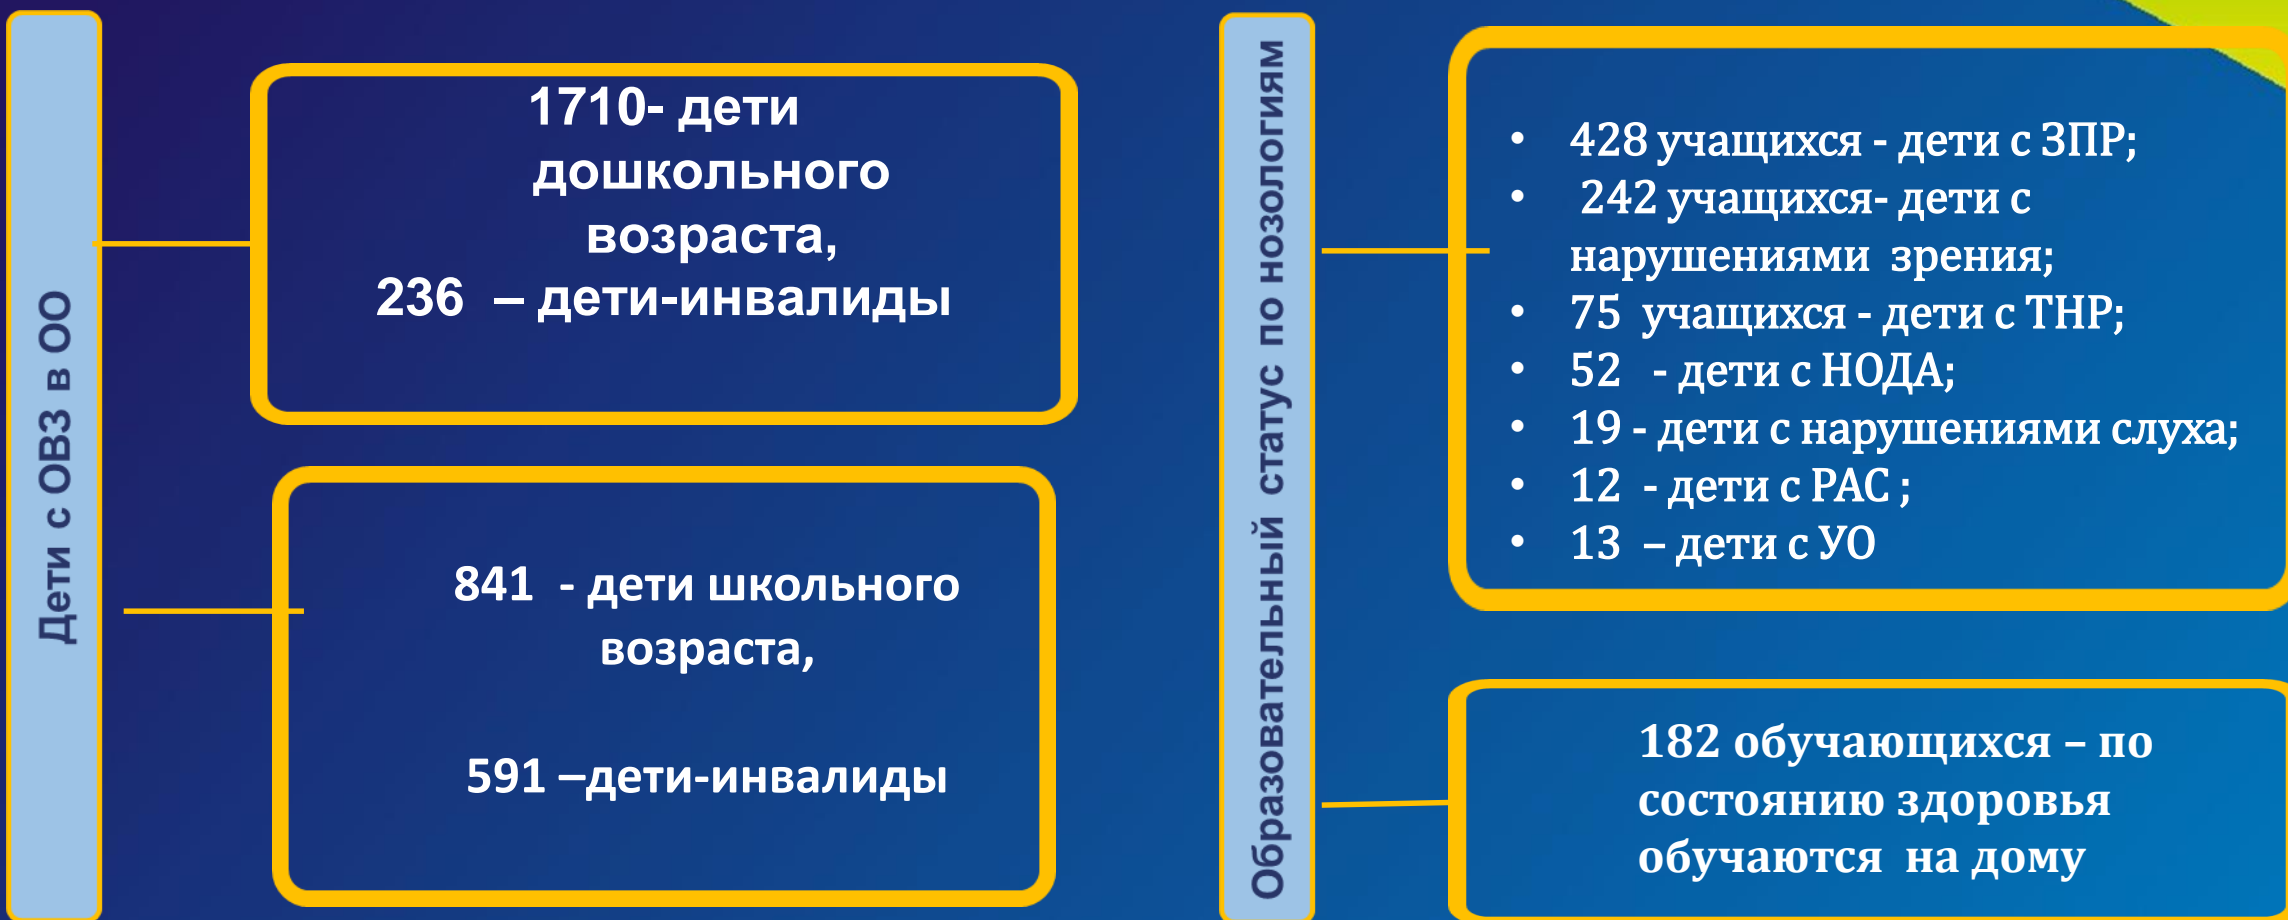 Дети с ОВЗ в ОО
1710- дети
дошкольного
возраста,
236 – дети-инвалиды
841 - дети школьного
возраста,
591 –дети-инвалиды
Образовательный статус по нозологиям
• 428 учащихся - дети с ЗПР;
• 242 учащихся- дети с
нарушениями зрения;
• 75 учащихся - дети с ТНР;
• 52 - дети с НОДА;
• 19 - дети с нарушениями слуха;
• 12 - дети с РАС ;
• 13 – дети с УО
182 обучающихся – по
состоянию здоровья
обучаются на дому